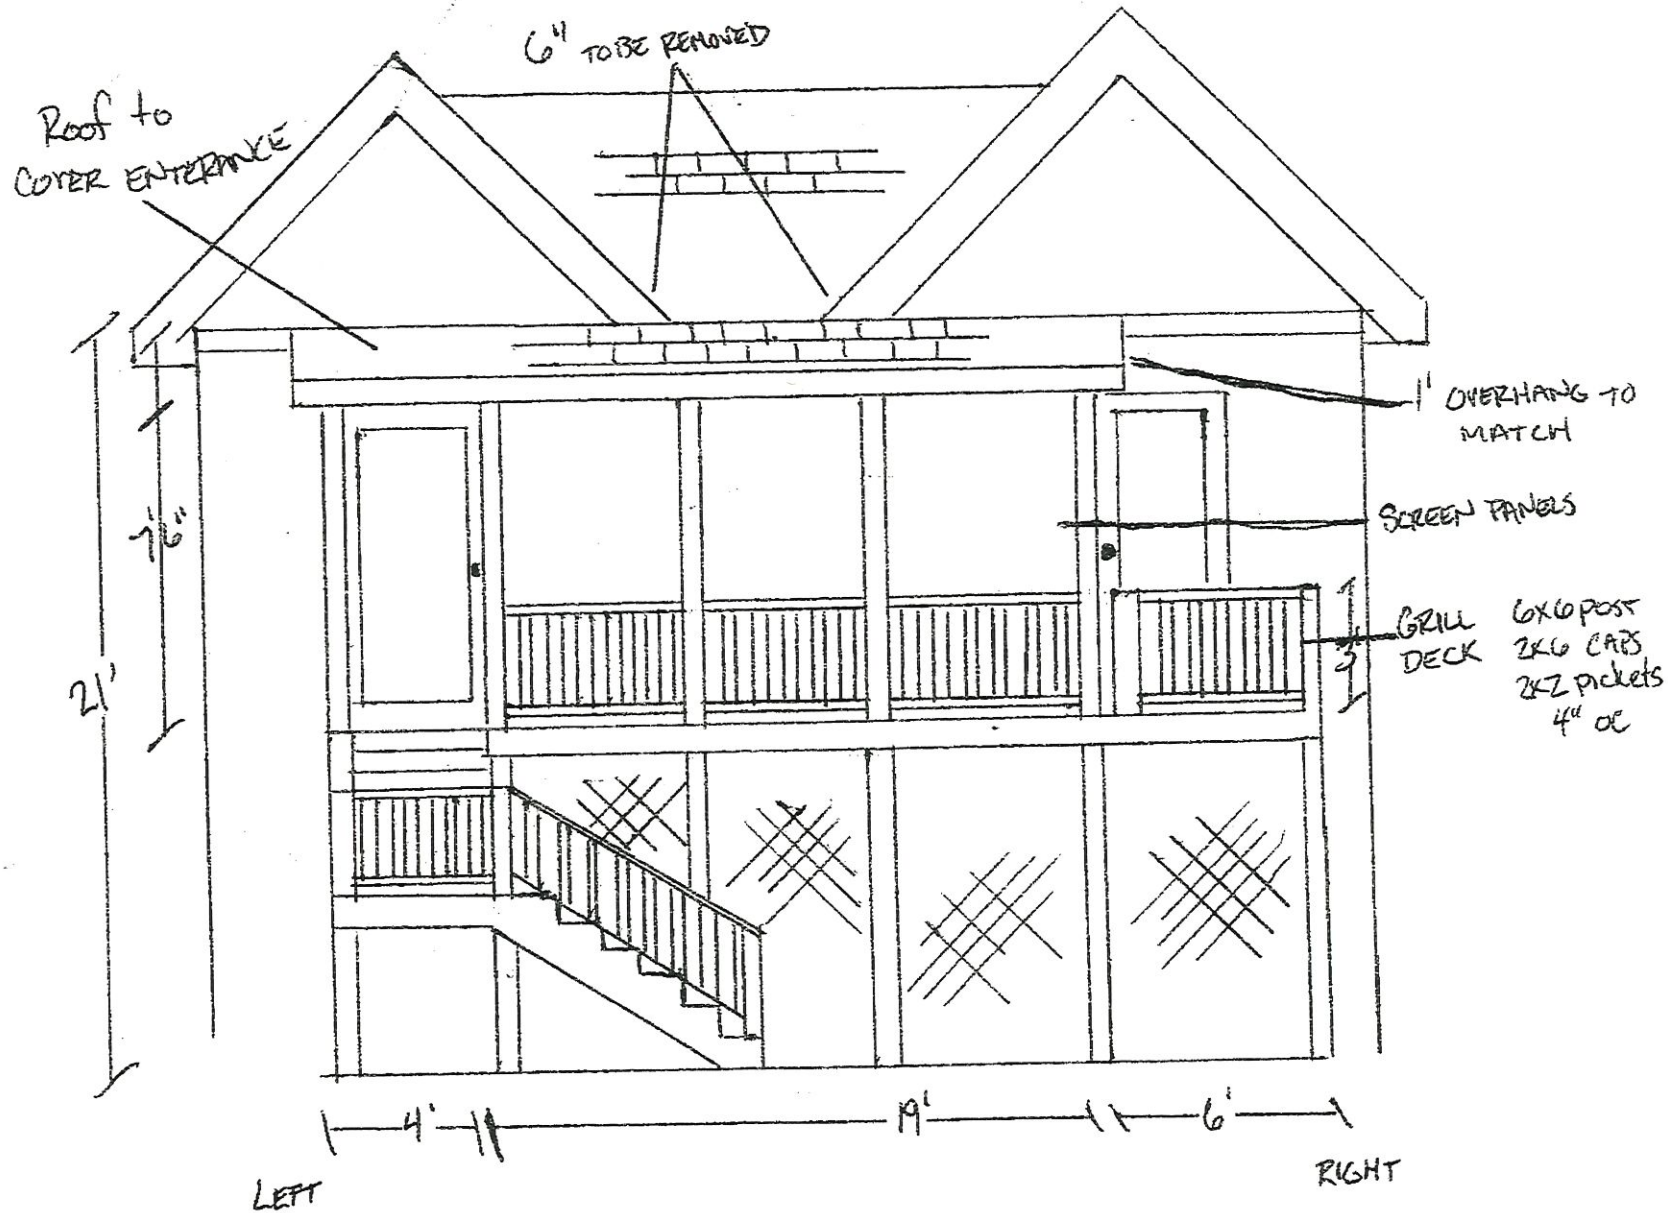 6" TO BE REMOVED
Roof to
COVER ENTERANCE
1' OVERHANG TO
MATCH
7'6"
SCREEN PANELS
21'
3'
GRILL
DECK
6x6 post
2x6 CAPS
2x2 pickets
4" OC
4'
19'
6'
LEFT
RIGHT